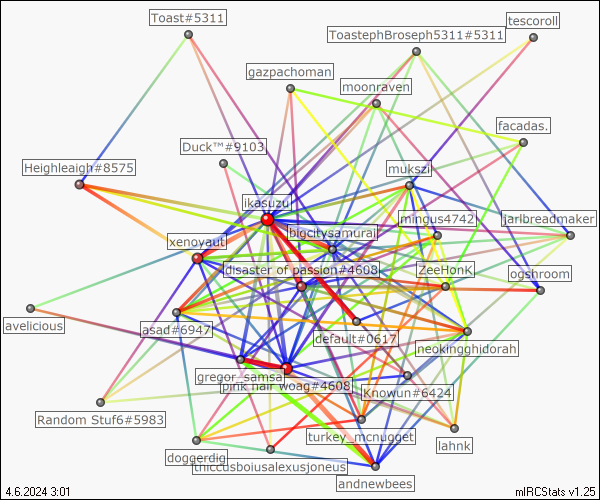 Toast#5311
tescoroll
ToastephBroseph5311#5311
gazpachoman
moonraven
facadas.
Duck™#9103
Heighleaigh#8575
mukszi
ikasuzu
mingus4742
jarlbreadmaker
bigcitysamurai
xenoyaut
disaster of passion#4608
ZeeHonK
ogshroom
avelicious
asad#6947
default#0617
neokingghidorah
gregor_samsa
pink hair woag#4608
Knowun#6424
Random Stuf6#5983
turkey_mcnugget
lahnk
doggerdig
thiccusboiusalexusjoneus
andnewbees
4.6.2024 3:01
mIRCStats v1.25